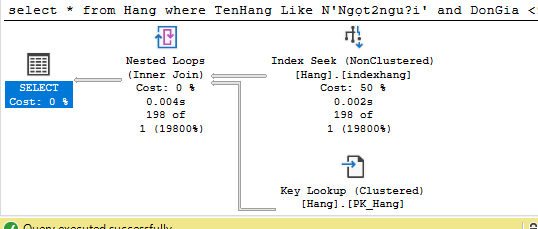 select * from Hang where TenHang Like N'Ngọt2ngu?i' and DonGia <
Nested Loops
(Inner Join)
Cost: 0 %
0.004s
198 of
1 (19800%)
Index Seek (NonClustered)
[Hang].[indexhang]
Cost: 50 %
0.002s
198 of
1 (19800%)
SELECT
Cost: 0 %
Key Lookup (Clustered)
[Hang].[PK_Hang]
Query executed successfully